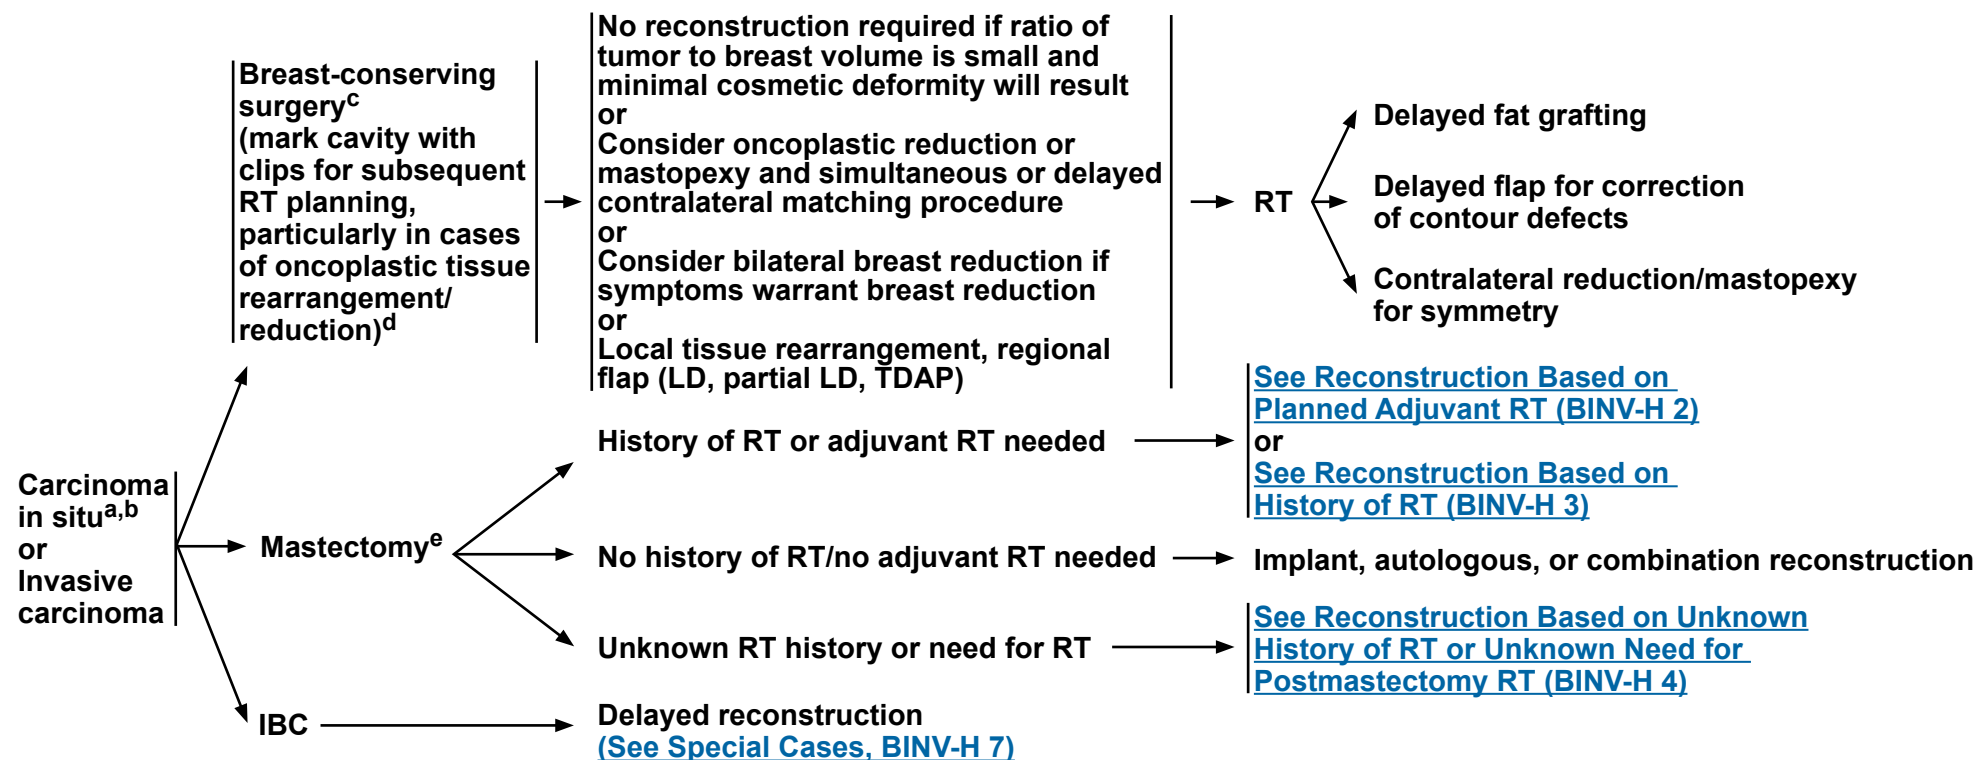 Carcinoma
in situa,b
or
Invasive
carcinoma
Breast-conserving
surgeryc
(mark cavity with
clips for subsequent
RT planning,
particularly in cases
of oncoplastic tissue
rearrangement/
reduction)d
No reconstruction required if ratio of
tumor to breast volume is small and
minimal cosmetic deformity will result
or
Consider oncoplastic reduction or
mastopexy and simultaneous or delayed
contralateral matching procedure
or
Consider bilateral breast reduction if
symptoms warrant breast reduction
or
Local tissue rearrangement, regional
flap (LD, partial LD, TDAP)
RT
Delayed fat grafting
Delayed flap for correction
of contour defects
Contralateral reduction/mastopexy
for symmetry
Mastectomye
History of RT or adjuvant RT needed
See Reconstruction Based on
Planned Adjuvant RT (BINV-H 2)
or
See Reconstruction Based on
History of RT (BINV-H 3)
No history of RT/no adjuvant RT needed
Implant, autologous, or combination reconstruction
Unknown RT history or need for RT
See Reconstruction Based on Unknown
History of RT or Unknown Need for
Postmastectomy RT (BINV-H 4)
IBC
Delayed reconstruction
(See Special Cases, BINV-H 7)